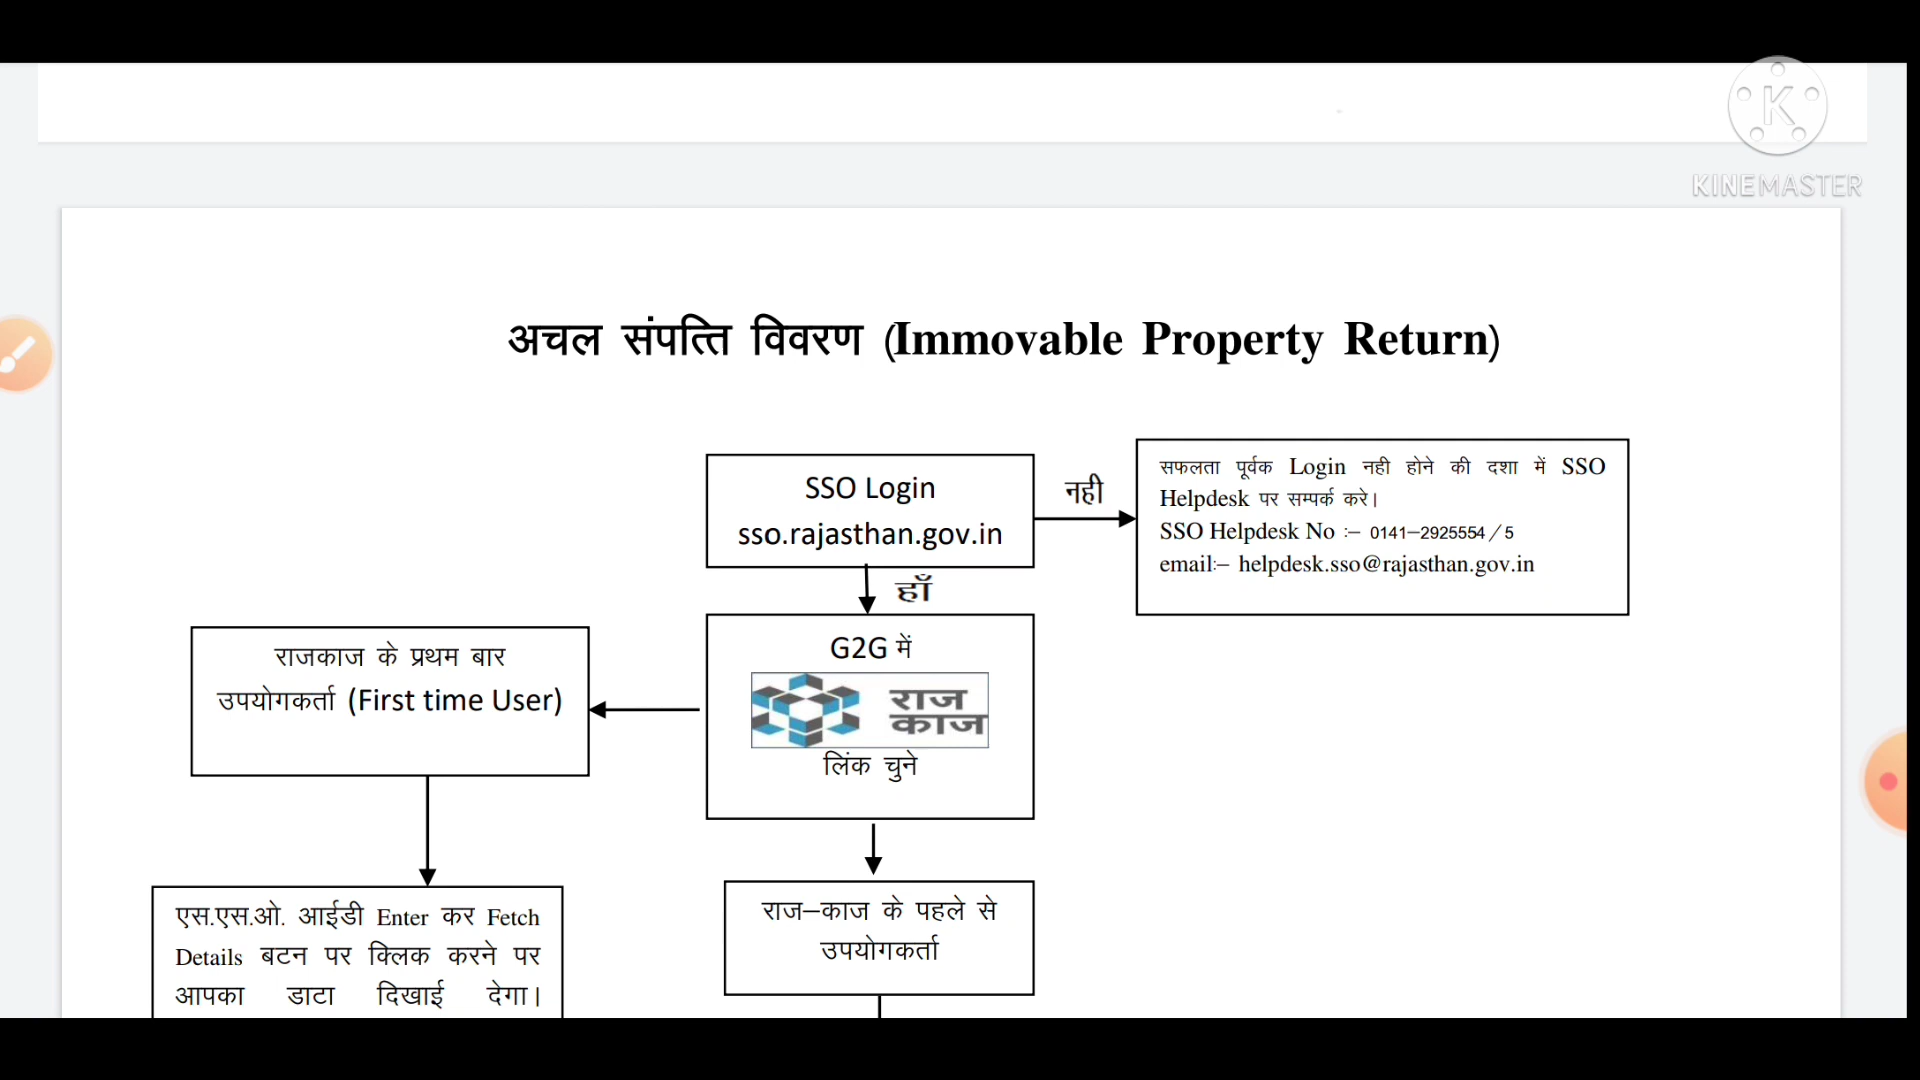 K
KINEMASTER
अचल संपत्ति विवरण (Immovable Property Return)
SSO Login
sso.rajasthan.gov.in
नही
सफलता पूर्वक Login नही होने की दशा में SSO
Helpdesk पर सम्पर्क करे।
SSO Helpdesk No :– 0141–2925554 / 5
email:– helpdesk.sso@rajasthan.gov.in
हाँ
G2G में
राज
काज
लिंक चुने
राजकाज के प्रथम बार
उपयोगकर्ता (First time User)
एस.एस.ओ. आईडी Enter कर Fetch
Details बटन पर क्लिक करने पर
आपका डाटा दिखाई देगा।
राज–काज के पहले से
उपयोगकर्ता